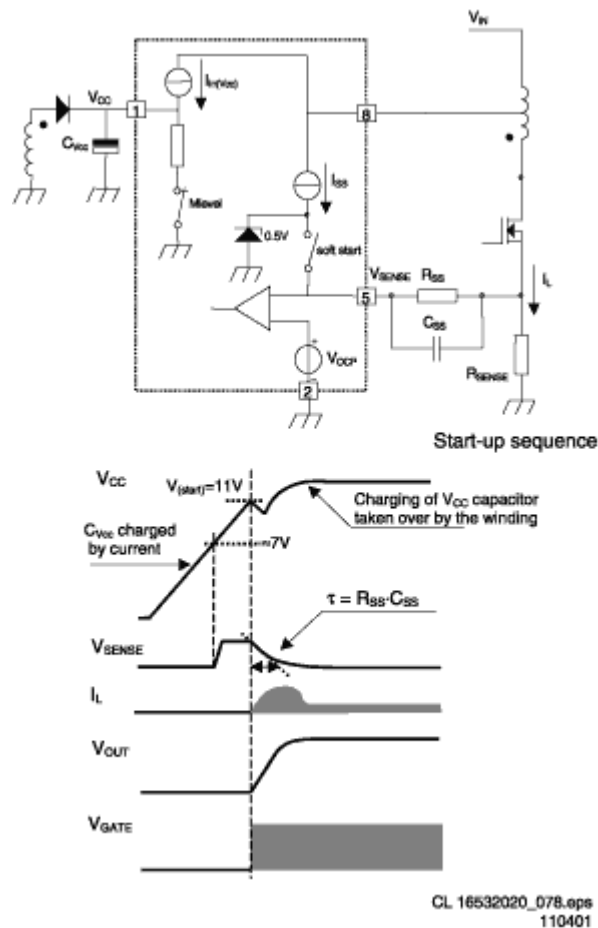 VIN
Iin(Vcc)
VCC
1
8
CVcc
ISS
Mlevel
0.5V
soft start
VSENSE
RSS
IL
5
CSS
+
VOCP
RSENSE
2
Start-up sequence
VCC
V(start)=11V
Charging of VCC capacitor
taken over by the winding
CVcc charged
by current
~7V
τ = RSS·CSS
VSENSE
IL
VOUT
VGATE
CL 16532020_078.eps
110401